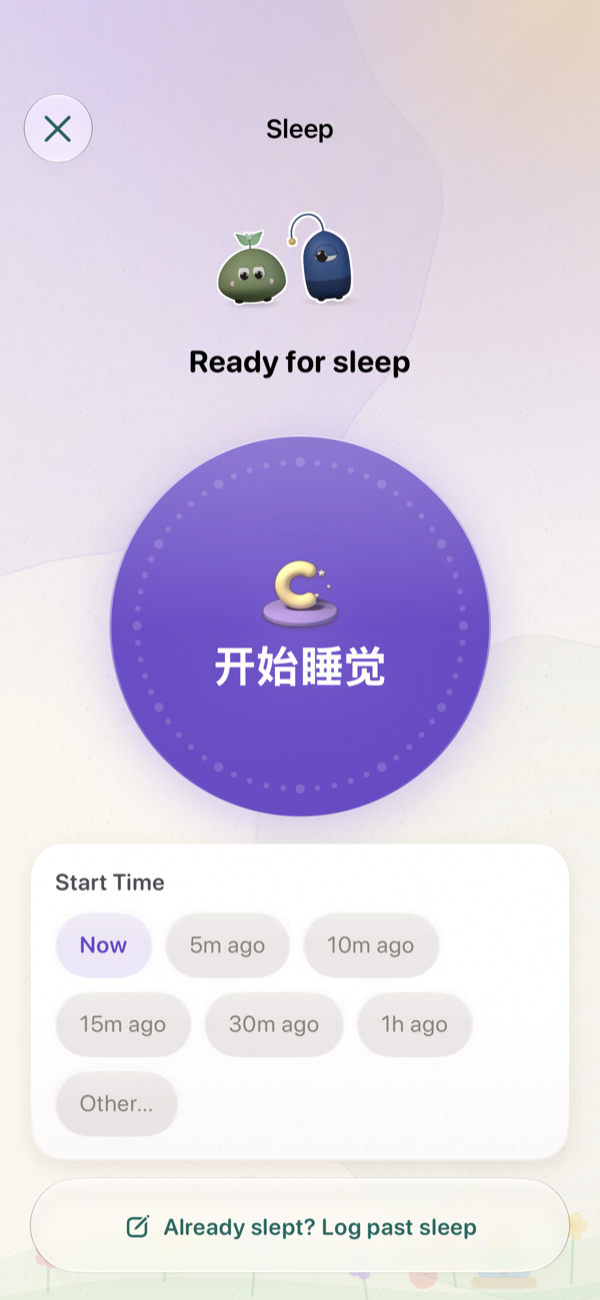 Sleep
Ready for sleep
开始睡觉
Start Time
Now
5m ago
10m ago
15m ago
30m ago
1h ago
Other...
Already slept? Log past sleep